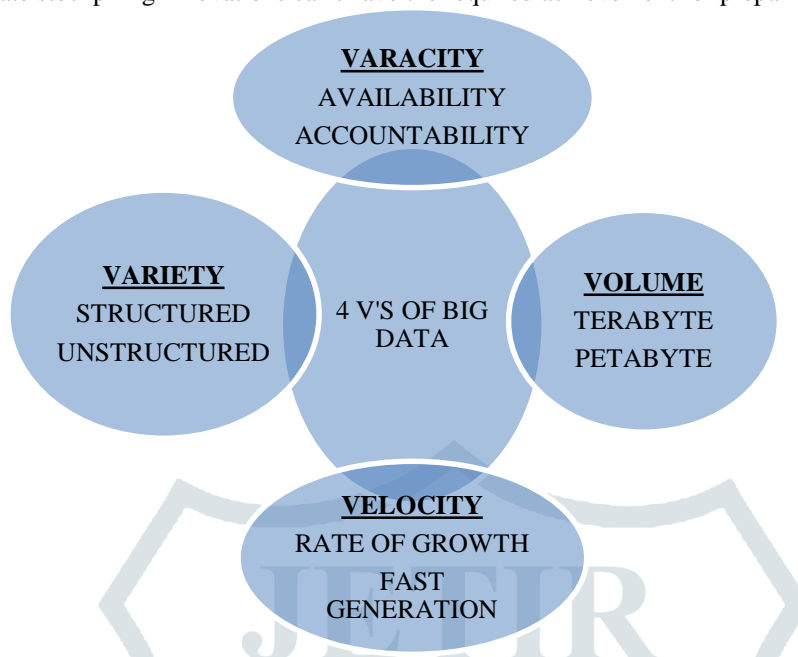 VARACITY
AVAILABILITY
ACCOUNTABILITY
VARIETY
STRUCTURED
UNSTRUCTURED
4 V'S OF BIG
DATA
VOLUME
TERABYTE
PETABYTE
VELOCITY
RATE OF GROWTH
FAST
GENERATION
JETIR